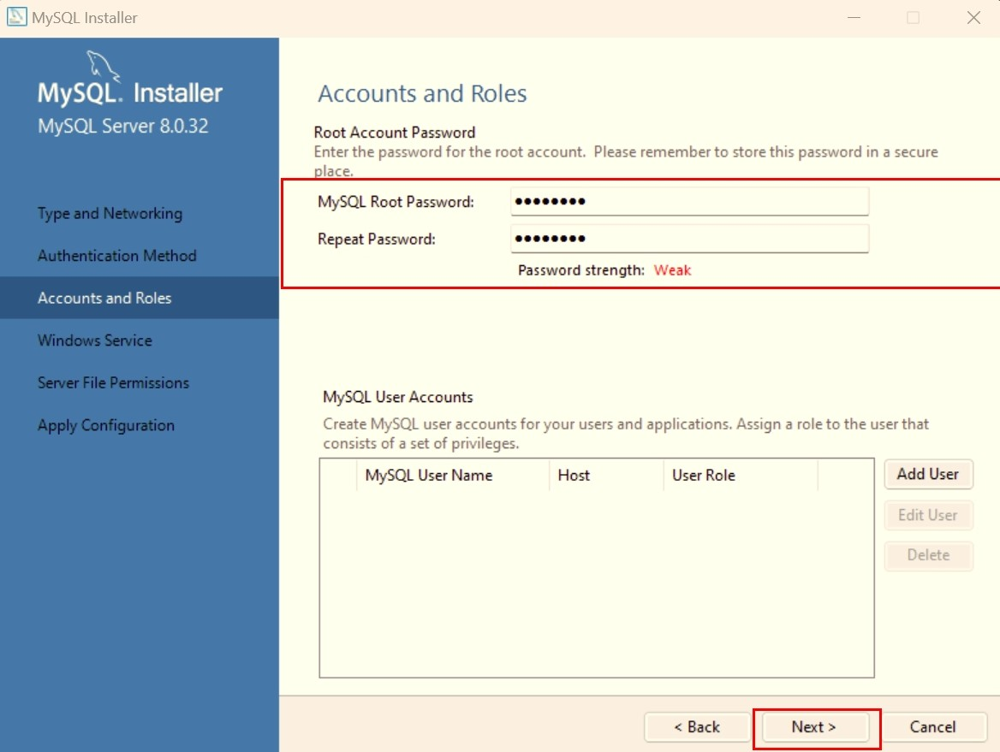 MySQL Installer
MySQL. Installer
MySQL Server 8.0.32
Type and Networking
Authentication Method
Accounts and Roles
Windows Service
Server File Permissions
Apply Configuration
Accounts and Roles
Root Account Password
Enter the password for the root account. Please remember to store this password in a secure
place.
MySQL Root Password: ••••••••
Repeat Password: ••••••••
Password strength: Weak
MySQL User Accounts
Create MySQL user accounts for your users and applications. Assign a role to the user that
consists of a set of privileges.
MySQL User Name Host User Role
Add User
Edit User
Delete
< Back Next > Cancel